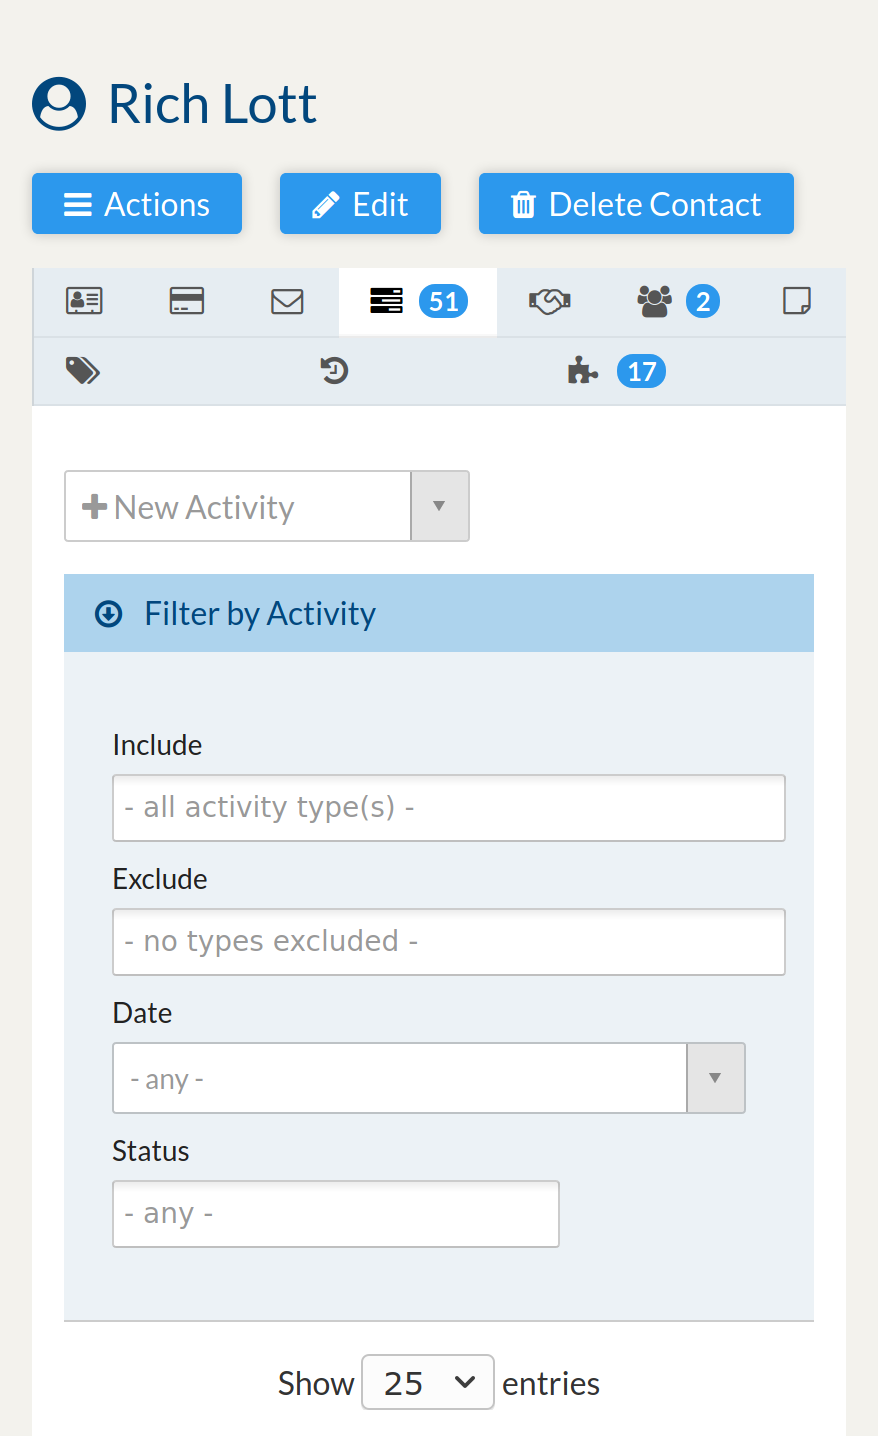 Rich Lott
Actions Edit Delete Contact
51 2
17
New Activity
Filter by Activity
Include
- all activity type(s) -
Exclude
- no types excluded -
Date
- any -
Status
- any -
Show 25 entries